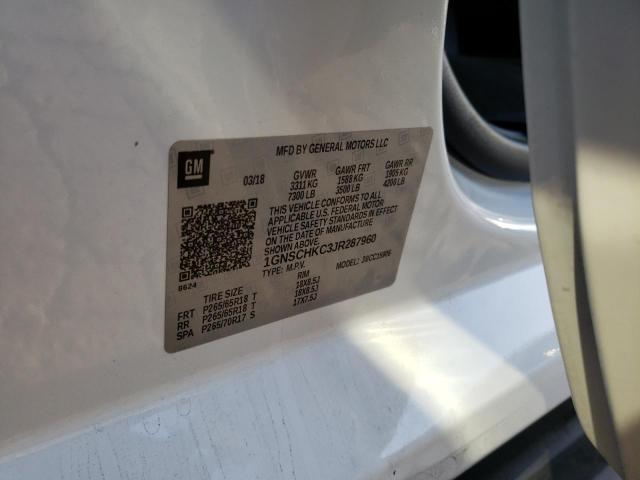 GM
MFD BY GENERAL MOTORS LLC
03/18 GVWR GAWR FRT GAWR RR
3311 KG 1588 KG 1905 KG
7300 LB 3500 LB 4200 LB
THIS VEHICLE CONFORMS TO ALL
APPLICABLE U.S. FEDERAL MOTOR
VEHICLE SAFETY STANDARDS IN
EFFECT ON THE DATE OF MANUFACTURE
SHOWN ABOVE.
1GNSCHKC3JR287960
TYPE: M.P.V. MODEL:
8624
TIRE SIZE RIM
FRT P265/65R18 T 18X8.5J
RR P265/65R18 T 18X8.5J
SPA P265/70R17 S 17X7.5J